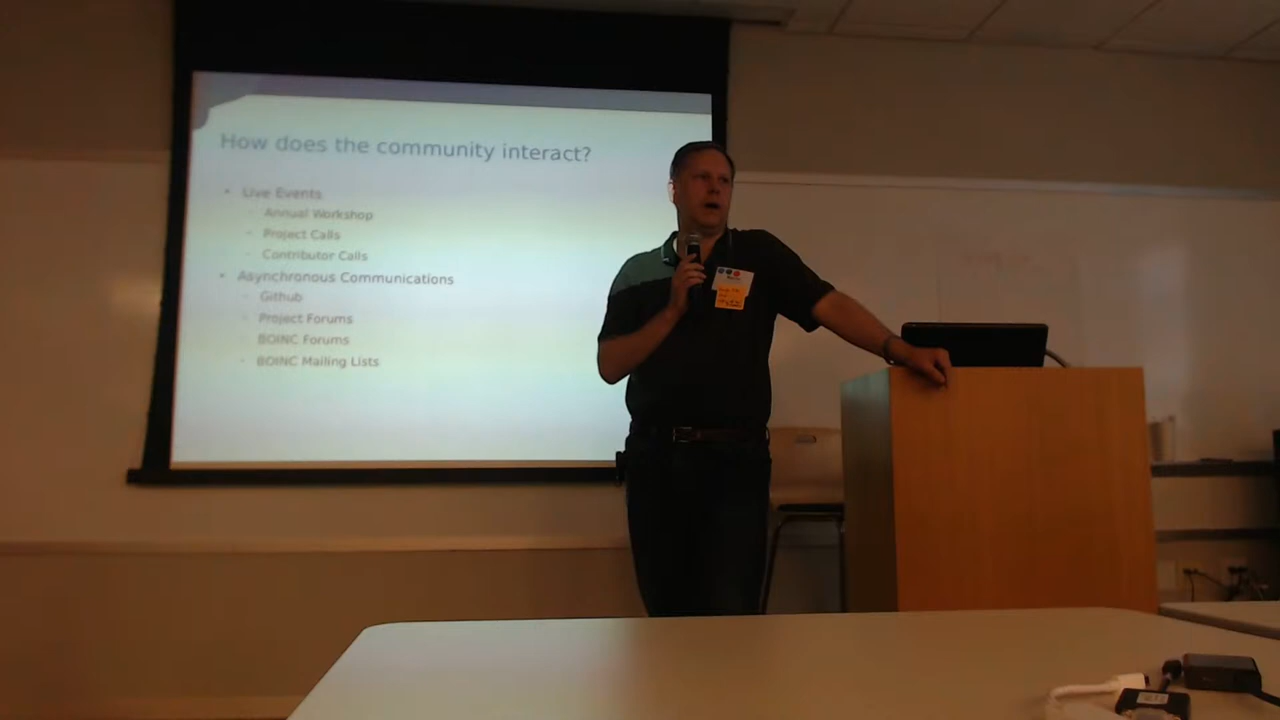 How does the community interact?
Live Events
Annual Workshop
Project Calls
Contributor Calls
Asynchronous Communications
Github
Project Forums
BOINC Forums
BOINC Mailing Lists